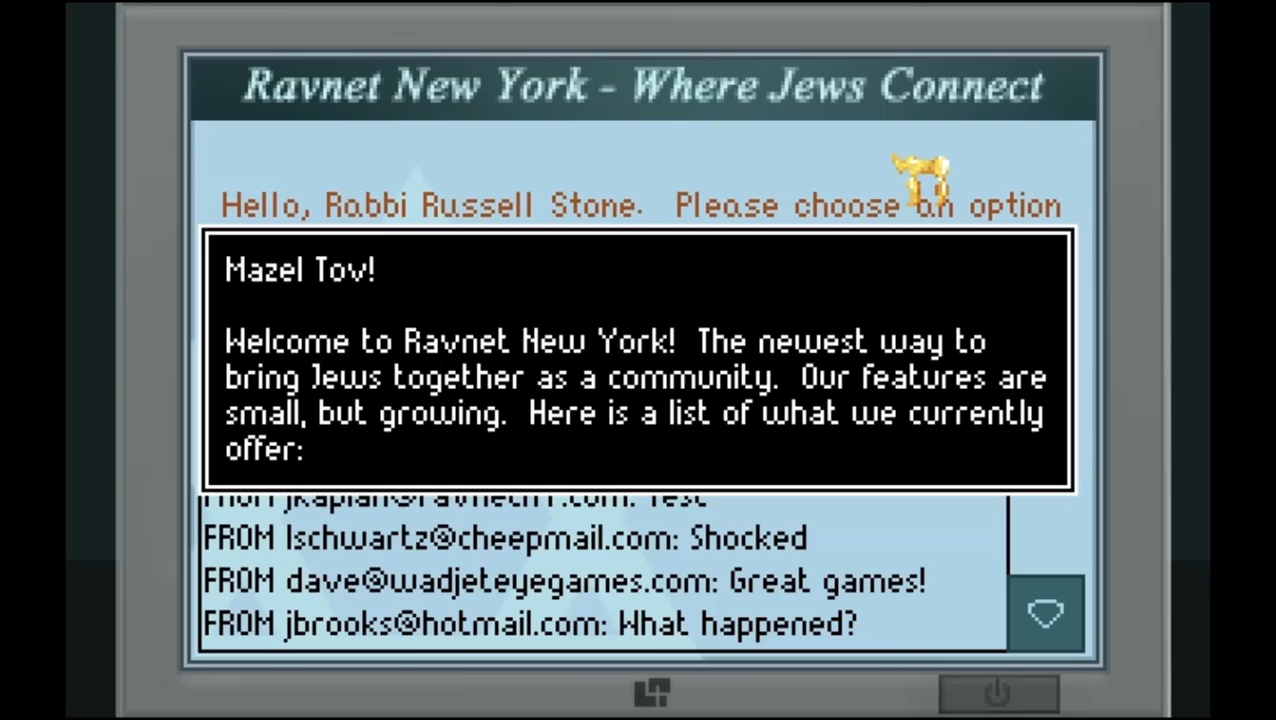 Ravnet New York - Where Jews Connect
Hello, Rabbi Russell Stone. Please choose an option
Mazel Tov!
Welcome to Ravnet New York! The newest way to
bring Jews together as a community. Our features are
small, but growing. Here is a list of what we currently
offer:
FROM lschwartz@cheepmail.com: Shocked
FROM dave@wadjeteyegames.com: Great games!
FROM jbrooks@hotmail.com: What happened?